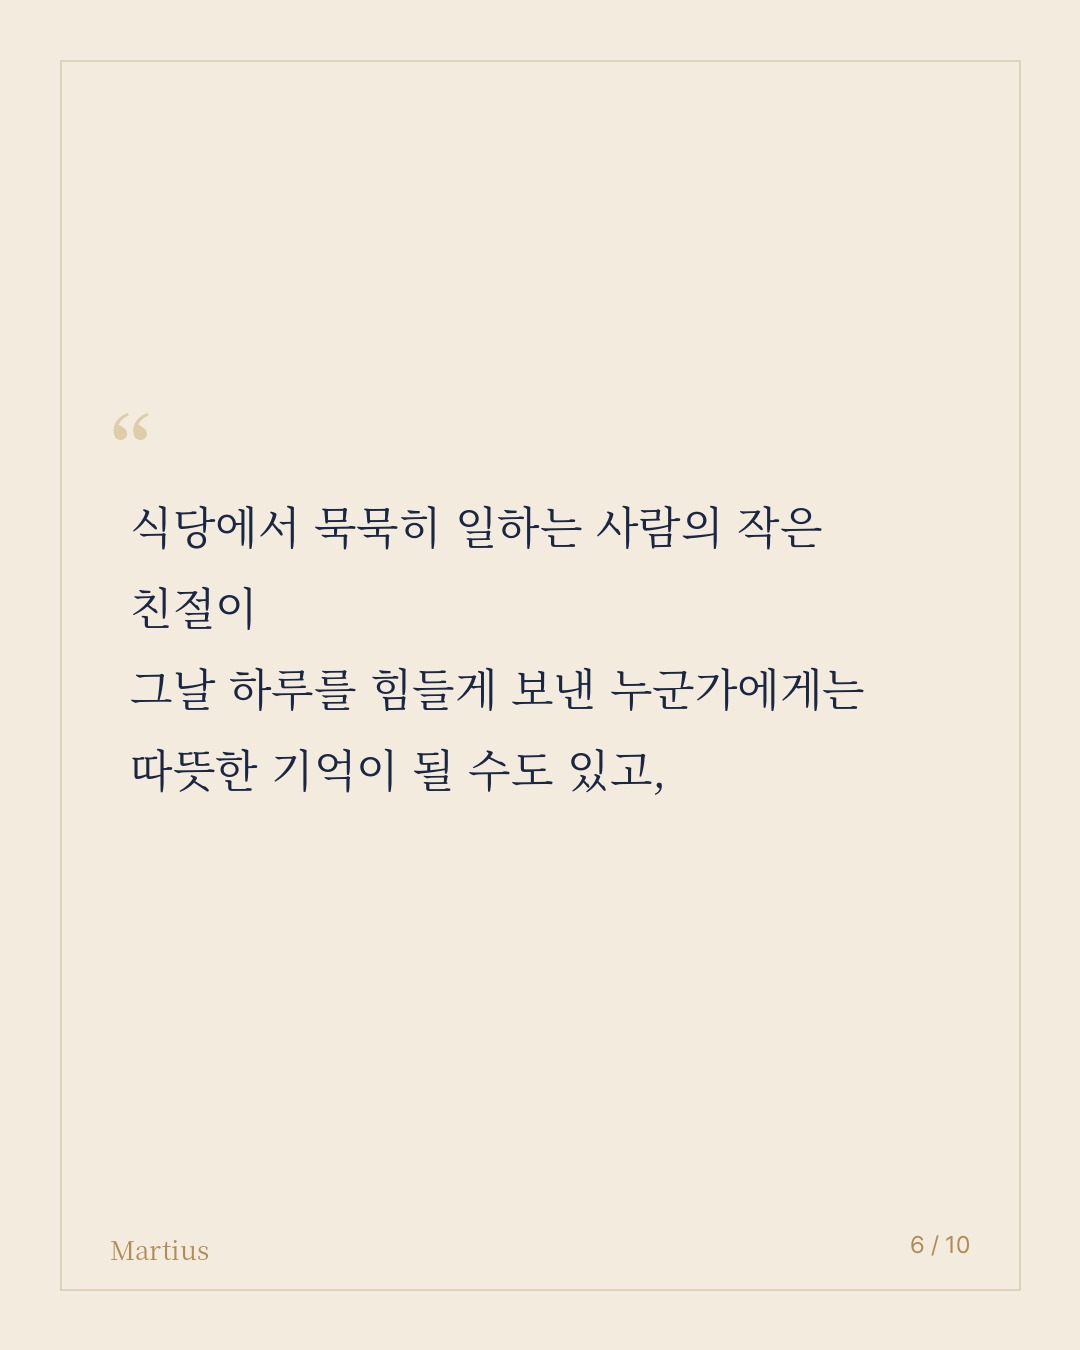 “
식당에서 묵묵히 일하는 사람의 작은
친절이
그날 하루를 힘들게 보낸 누군가에게는
따뜻한 기억이 될 수도 있고,
Martius
6 / 10